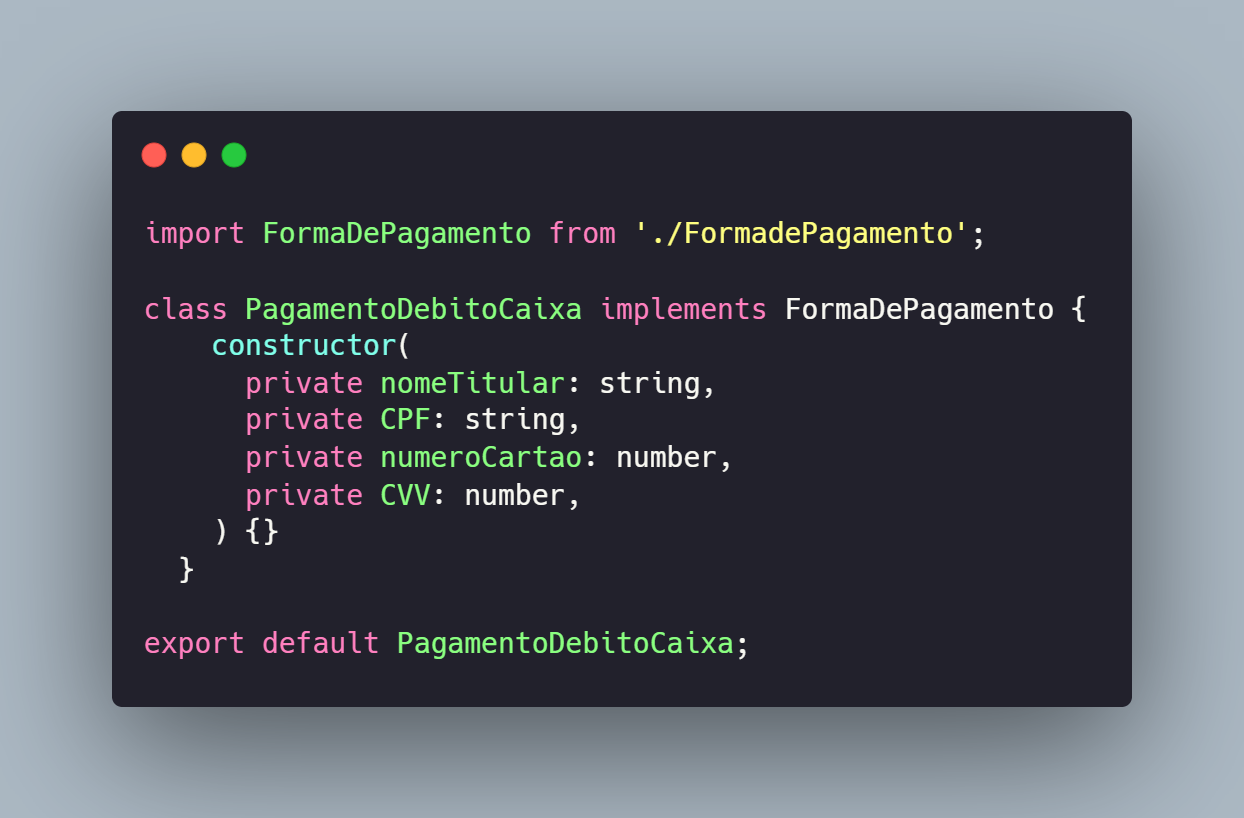 import FormaDePagamento from './FormadePagamento';
class PagamentoDebitoCaixa implements FormaDePagamento {
constructor(
private nomeTitular: string,
private CPF: string,
private numeroCartao: number,
private CVV: number,
) {}
}
export default PagamentoDebitoCaixa;